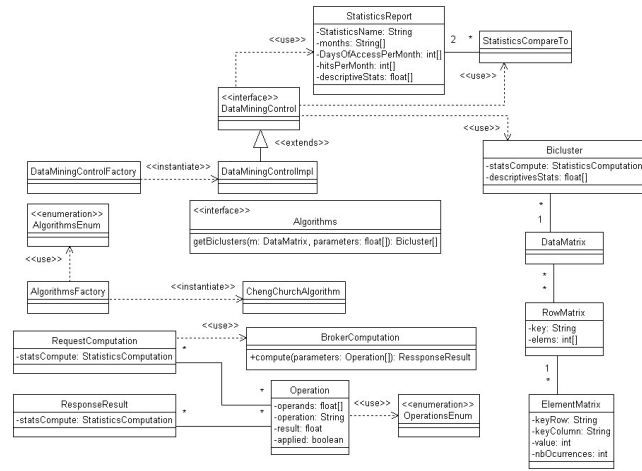 StatisticsReport
-StatisticsName: String
-months: String[]
-DaysOfAccessPerMonth: int[]
-hitsPerMonth: int[]
-descriptiveStats: float[]
<<use>>
2
*
StatisticsCompareTo
<<use>>
<<interface>>
DataMiningControl
<<use>>
<<extends>>
Bicluster
-statsCompute: StatisticsComputation
-descriptivesStats: float[]
DataMiningControlFactory
<<instantiate>>
DataMiningControlImpl
<<enumeration>>
AlgorithmsEnum
<<interface>>
Algorithms
getBiclusters(m: DataMatrix, parameters: float[]): Bicluster[]
*
1
DataMatrix
<<use>>
*
*
AlgorithmsFactory
<<instantiate>>
ChengChurchAlgorithm
RowMatrix
-key: String
-elems: int[]
RequestComputation
-statsCompute: StatisticsComputation
<<use>>
BrokerComputation
+compute(parameters: Operation[]): RessponseResult
*
1
*
*
Operation
-operands: float[]
-operation: String
-result: float
-applied: boolean
<<use>>
<<enumeration>>
OperationsEnum
ResponseResult
-statsCompute: StatisticsComputation
*
*
ElementMatrix
-keyRow: String
-keyColumn: String
-value: int
-nbOcurrences: int